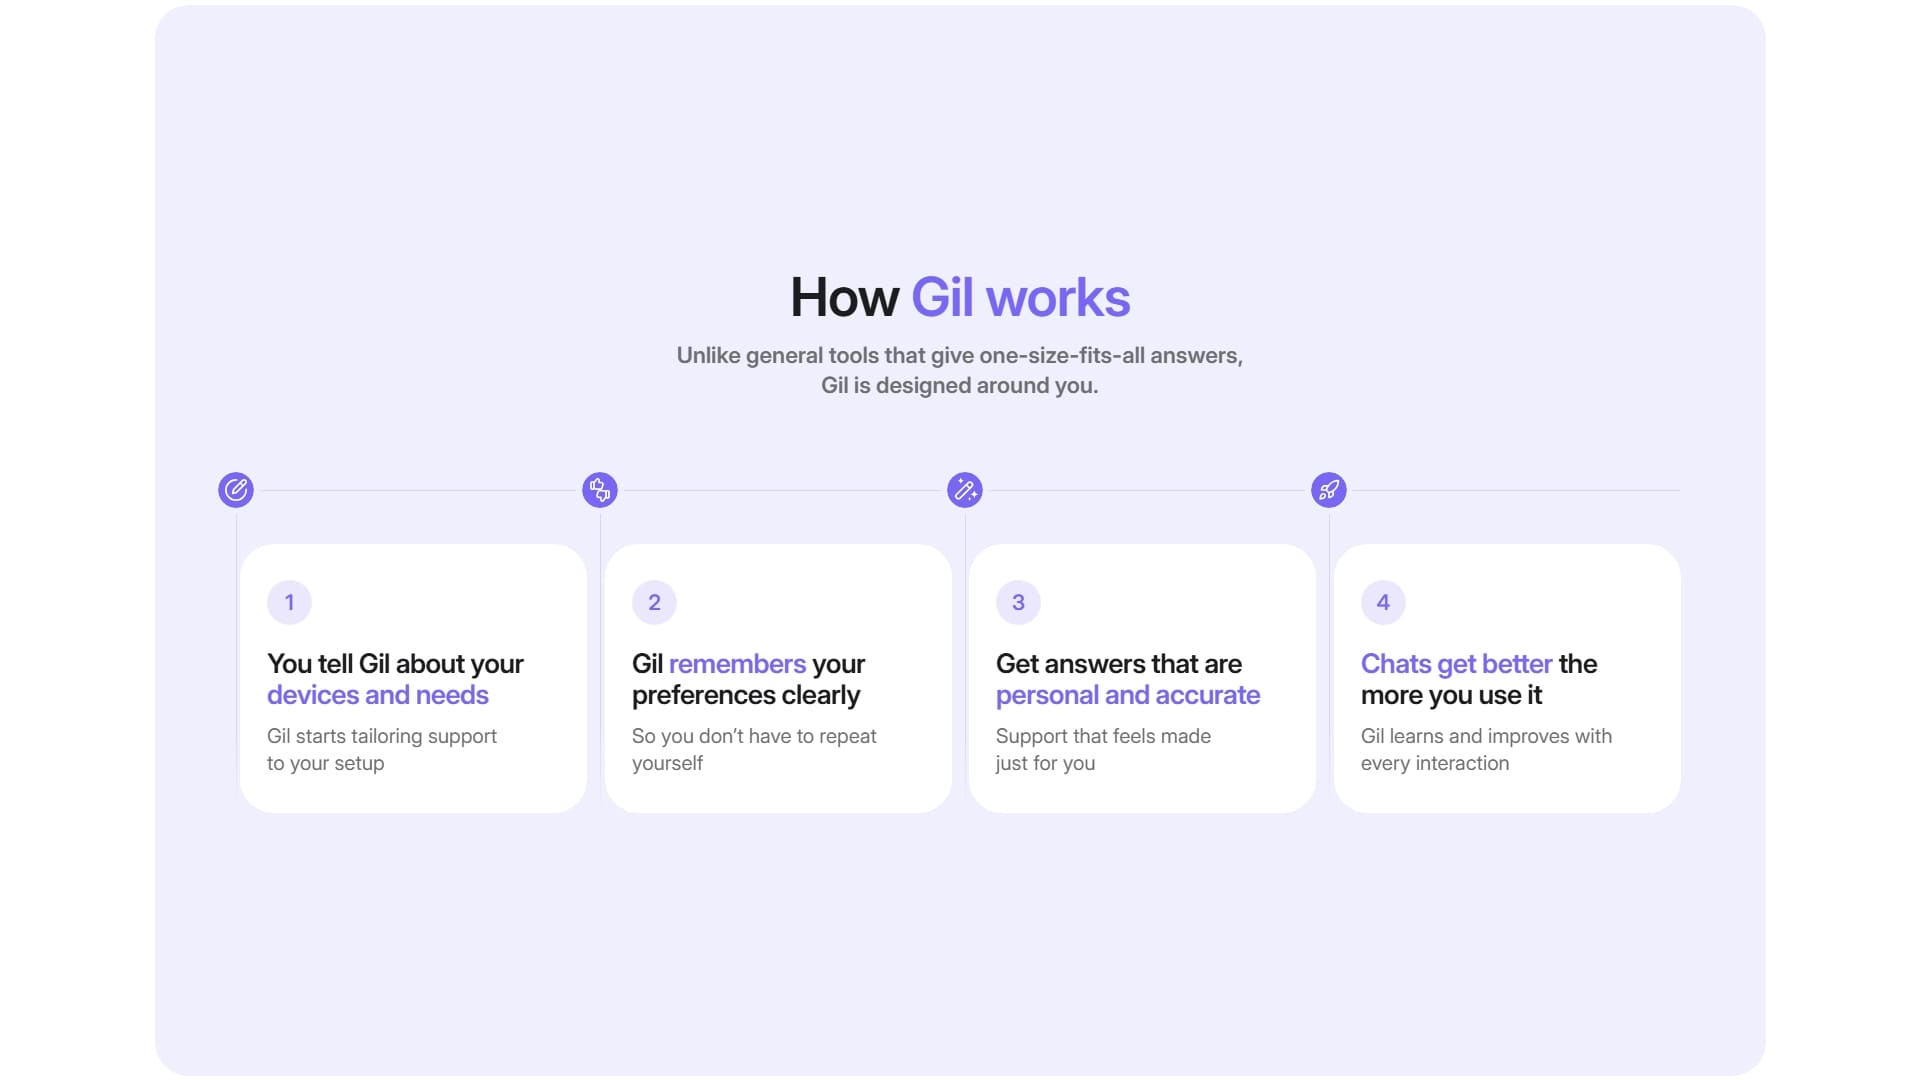 How Gil works
Unlike general tools that give one-size-fits-all answers,
Gil is designed around you.
1
You tell Gil about your
devices and needs
Gil starts tailoring support
to your setup
2
Gil remembers your
preferences clearly
So you don’t have to repeat
yourself
3
Get answers that are
personal and accurate
Support that feels made
just for you
4
Chats get better the
more you use it
Gil learns and improves with
every interaction